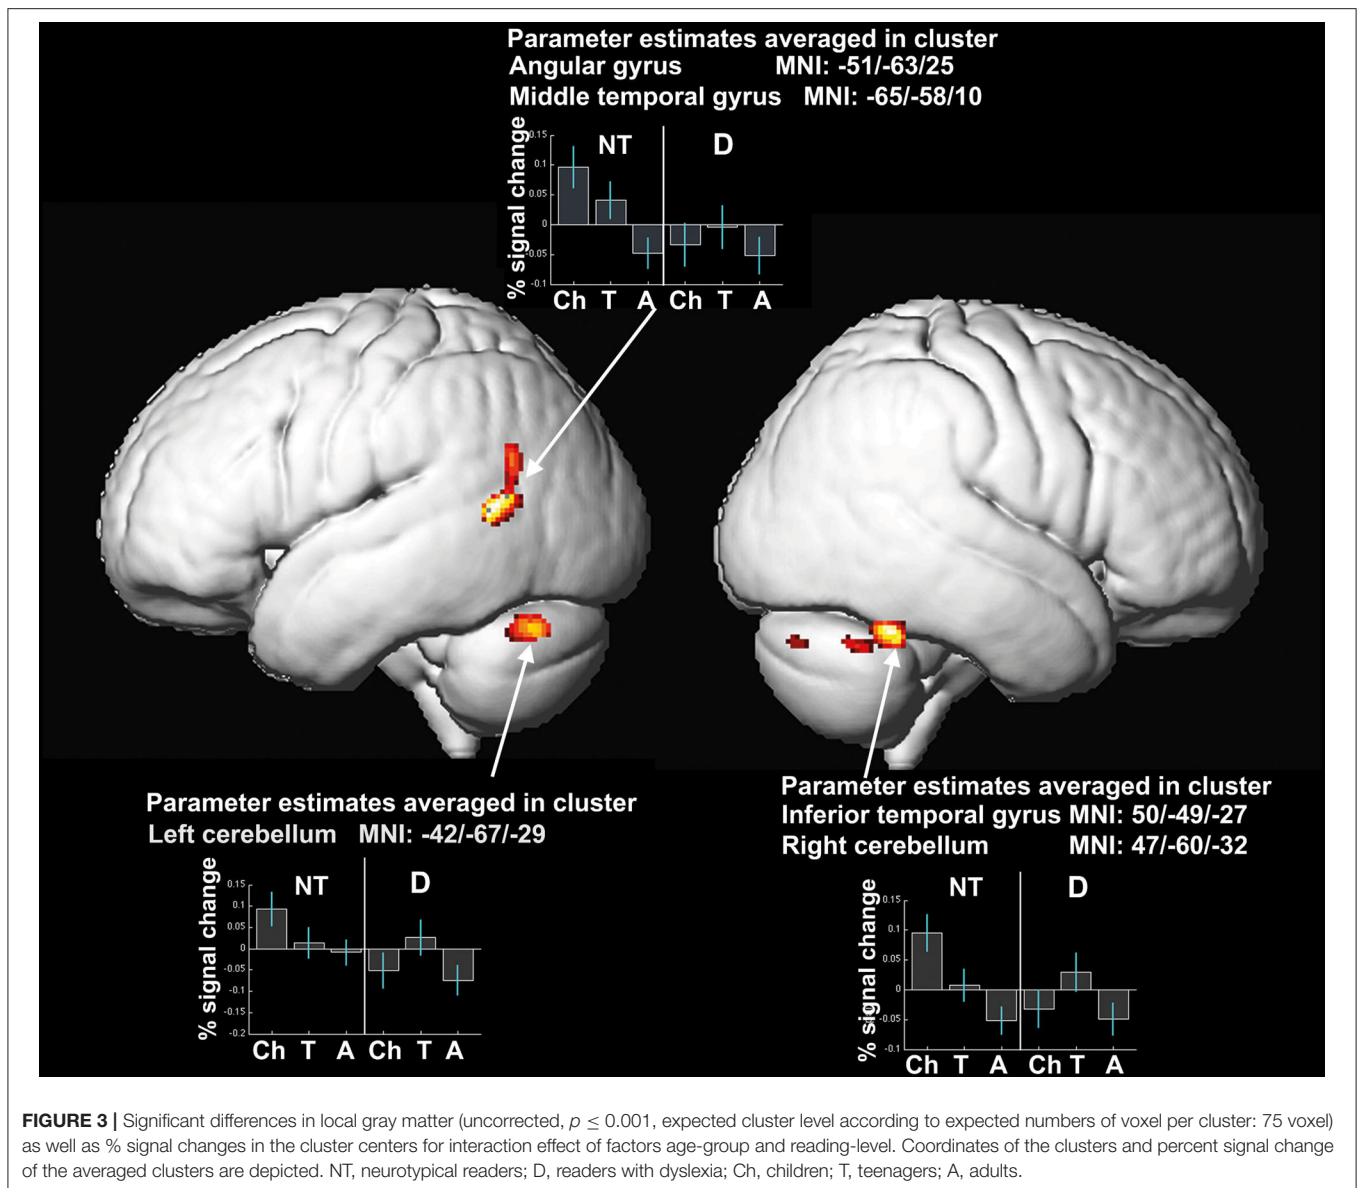 Parameter estimates averaged in cluster
Angular gyrus MNI: -51/-63/25
Middle temporal gyrus MNI: -65/-58/10
% signal change
0.15
0.1
0.05
0
-0.05
-0.1
NT D
Ch T A Ch T A
Parameter estimates averaged in cluster
Left cerebellum MNI: -42/-67/-29
% signal change
0.15
0.1
0.05
0
-0.05
-0.1
-0.15
-0.2
NT D
Ch T A Ch T A
Parameter estimates averaged in cluster
Inferior temporal gyrus MNI: 50/-49/-27
Right cerebellum MNI: 47/-60/-32
% signal change
0.15
0.1
0.05
0
-0.05
-0.1
NT D
Ch T A Ch T A
FIGURE 3 | Significant differences in local gray matter (uncorrected, p ≤ 0.001, expected cluster level according to expected numbers of voxel per cluster: 75 voxel)
as well as % signal changes in the cluster centers for interaction effect of factors age-group and reading-level. Coordinates of the clusters and percent signal change
of the averaged clusters are depicted. NT, neurotypical readers; D, readers with dyslexia; Ch, children; T, teenagers; A, adults.